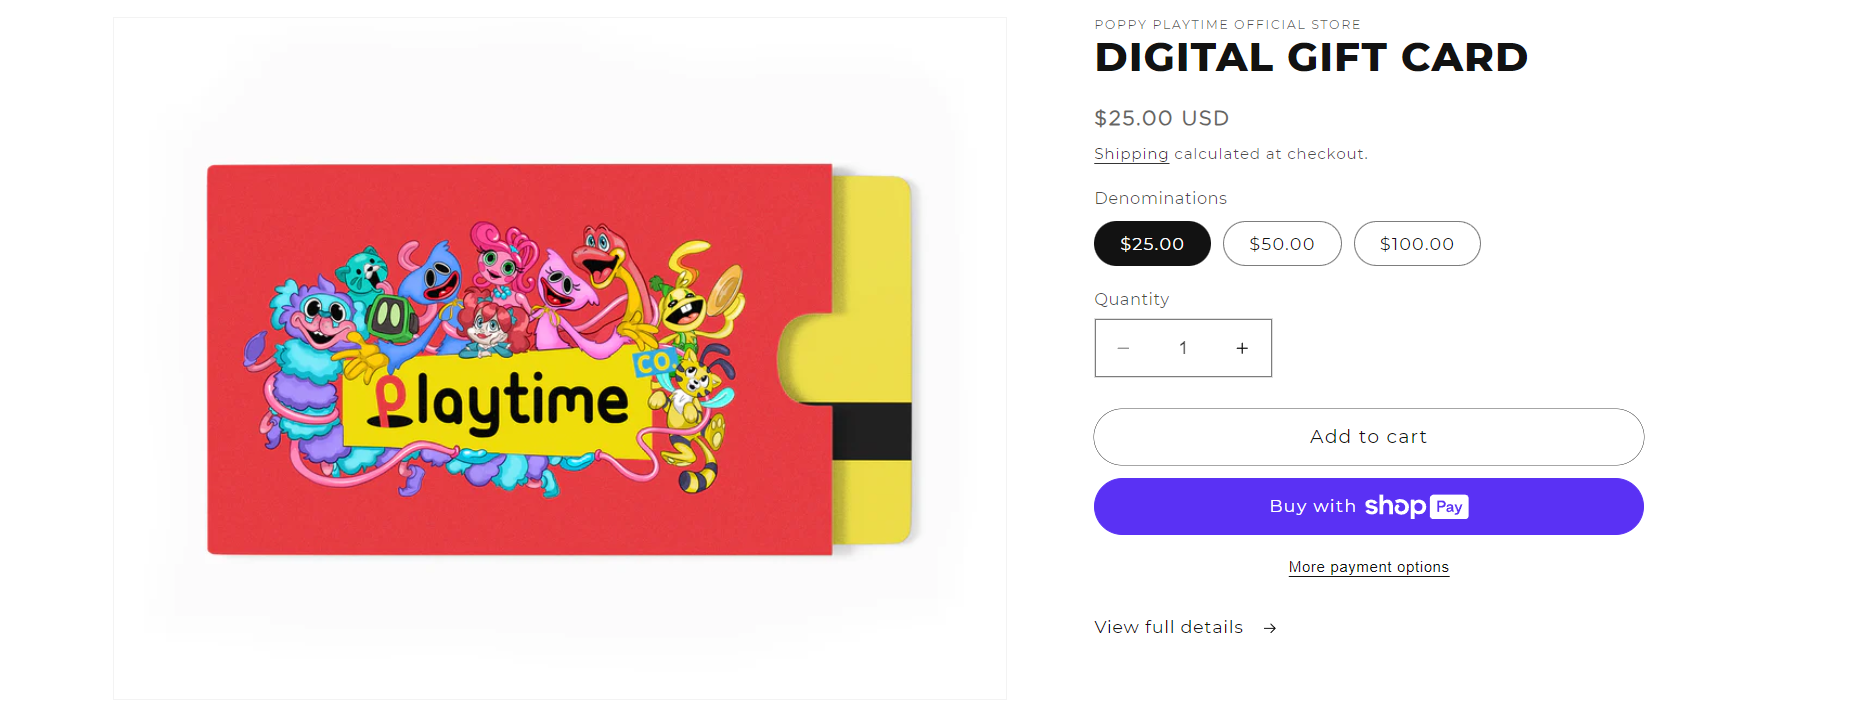 playtime
CO.
POPPY PLAYTIME OFFICIAL STORE
DIGITAL GIFT CARD
$25.00 USD
Shipping calculated at checkout.
Denominations
$25.00 $50.00 $100.00
Quantity
− 1 +
Add to cart
Buy with shop Pay
More payment options
View full details →